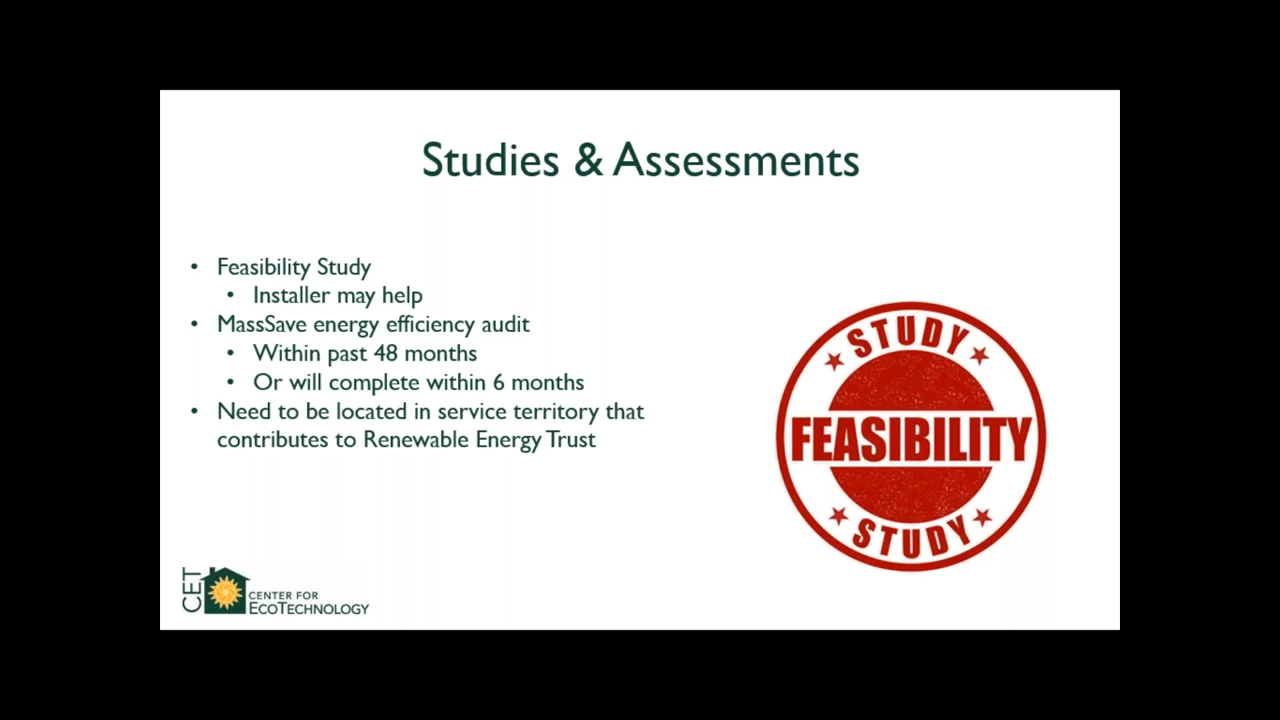 Studies & Assessments
• Feasibility Study
• Installer may help
• MassSave energy efficiency audit
• Within past 48 months
• Or will complete within 6 months
• Need to be located in service territory that
contributes to Renewable Energy Trust
STUDY
FEASIBILITY
STUDY
CET
CENTER FOR
ECOTECHNOLOGY